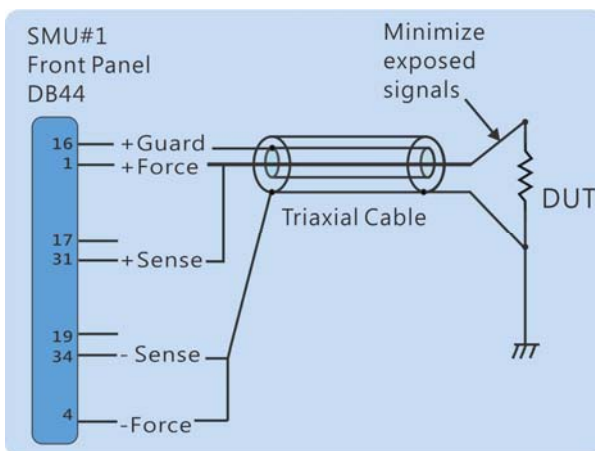 SMU#1
Front Panel
DB44
Minimize
exposed
signals
16 +Guard
1 +Force
Triaxial Cable
DUT
17
31 +Sense
19
34 - Sense
4 -Force